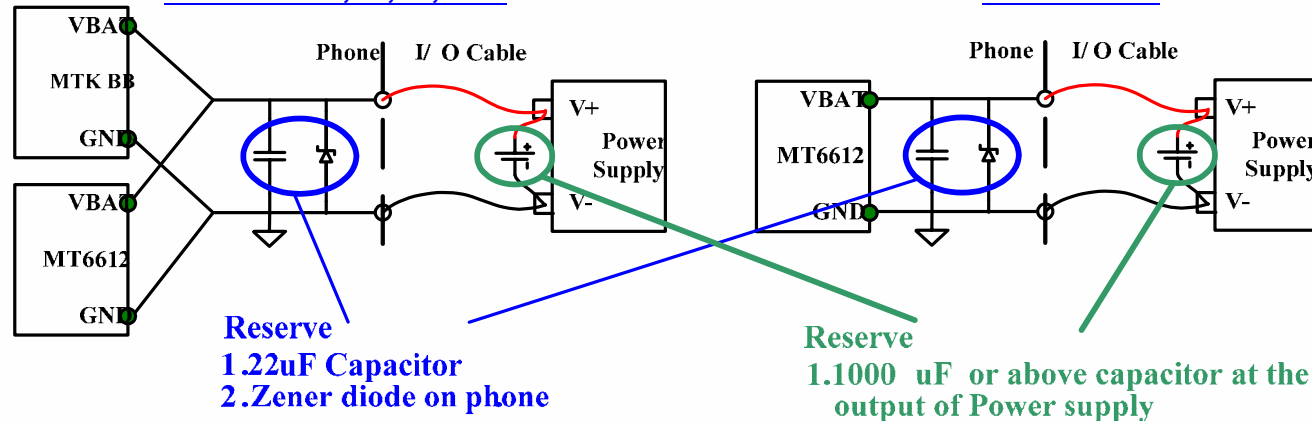 Phone I/ O Cable
VBAT
MTK BB
GND
V+
Power
Supply
V-
VBAT
MT6612
GND
Phone I/ O Cable
VBAT
MT6612
GND
V+
Power
Supply
V-
Reserve
1.22uF Capacitor
2.Zener diode on phone
Reserve
1.1000 uF or above capacitor at the
output of Power supply